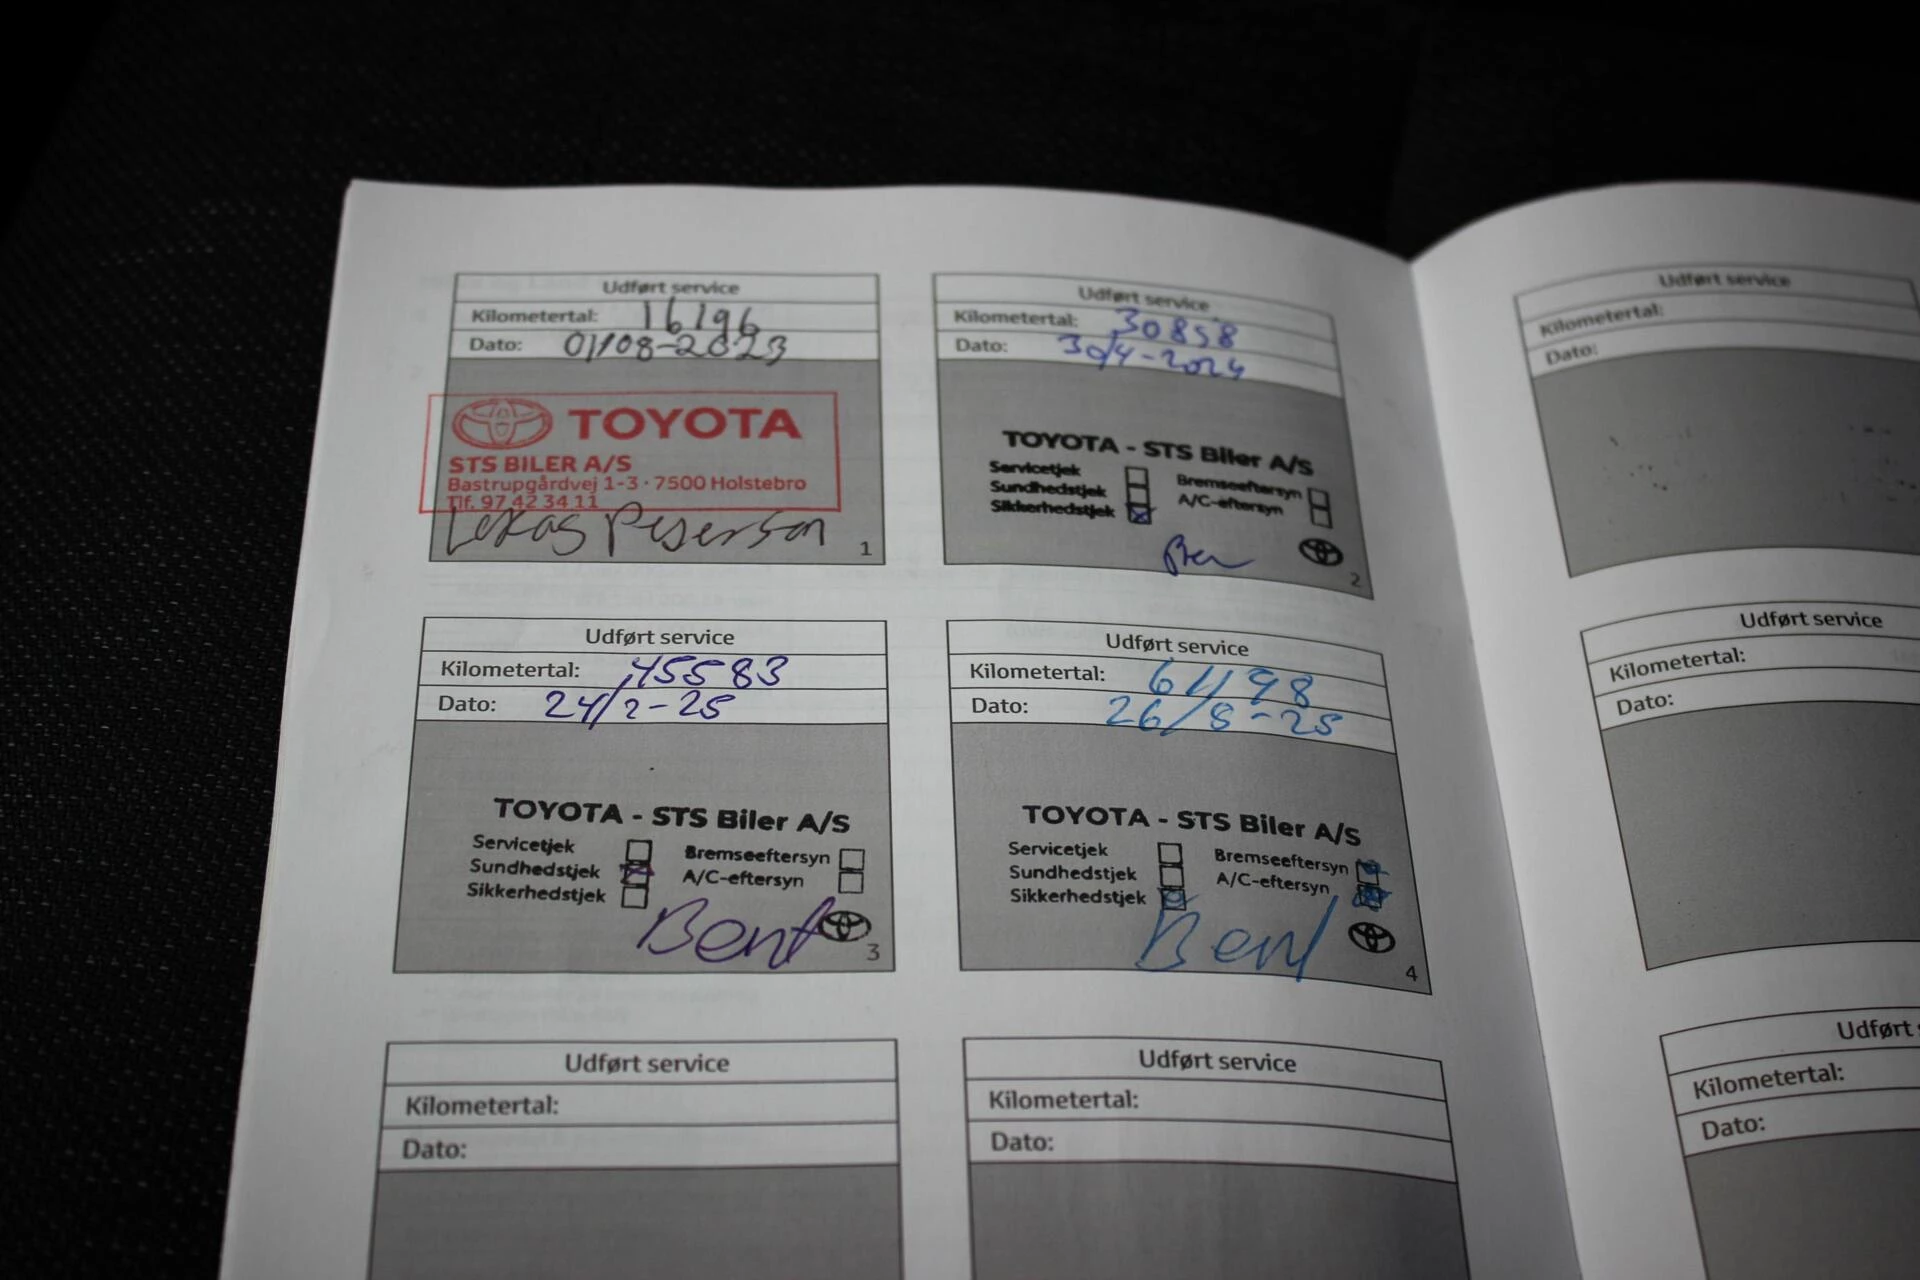 Udført service
Kilometertal: 16196
Dato: 01/08-2023
TOYOTA
STS BILER A/S
Bastrupgårdvej 1-3 · 7500 Holstebro
Tlf. 97 42 34 11
1
Udført service
Kilometertal: 30858
Dato: 30/4-2024
TOYOTA - STS Biler A/S
Servicetjek
Sundhedstjek
Sikkerhedstjek
Bremseeftersyn
A/C-eftersyn
2
Udført service
Kilometertal: 45583
Dato: 24/2-25
TOYOTA - STS Biler A/S
Servicetjek
Sundhedstjek
Sikkerhedstjek
Bremseeftersyn
A/C-eftersyn
Bent
3
Udført service
Kilometertal: 61198
Dato: 26/8-25
TOYOTA - STS Biler A/S
Servicetjek
Sundhedstjek
Sikkerhedstjek
Bremseeftersyn
A/C-eftersyn
Bent
4
Udført service
Kilometertal:
Dato:
Udført service
Kilometertal:
Dato:
Udført service
Kilometertal:
Dato:
Udført service
Kilometertal:
Dato:
Udført s
Kilometertal:
Dato: